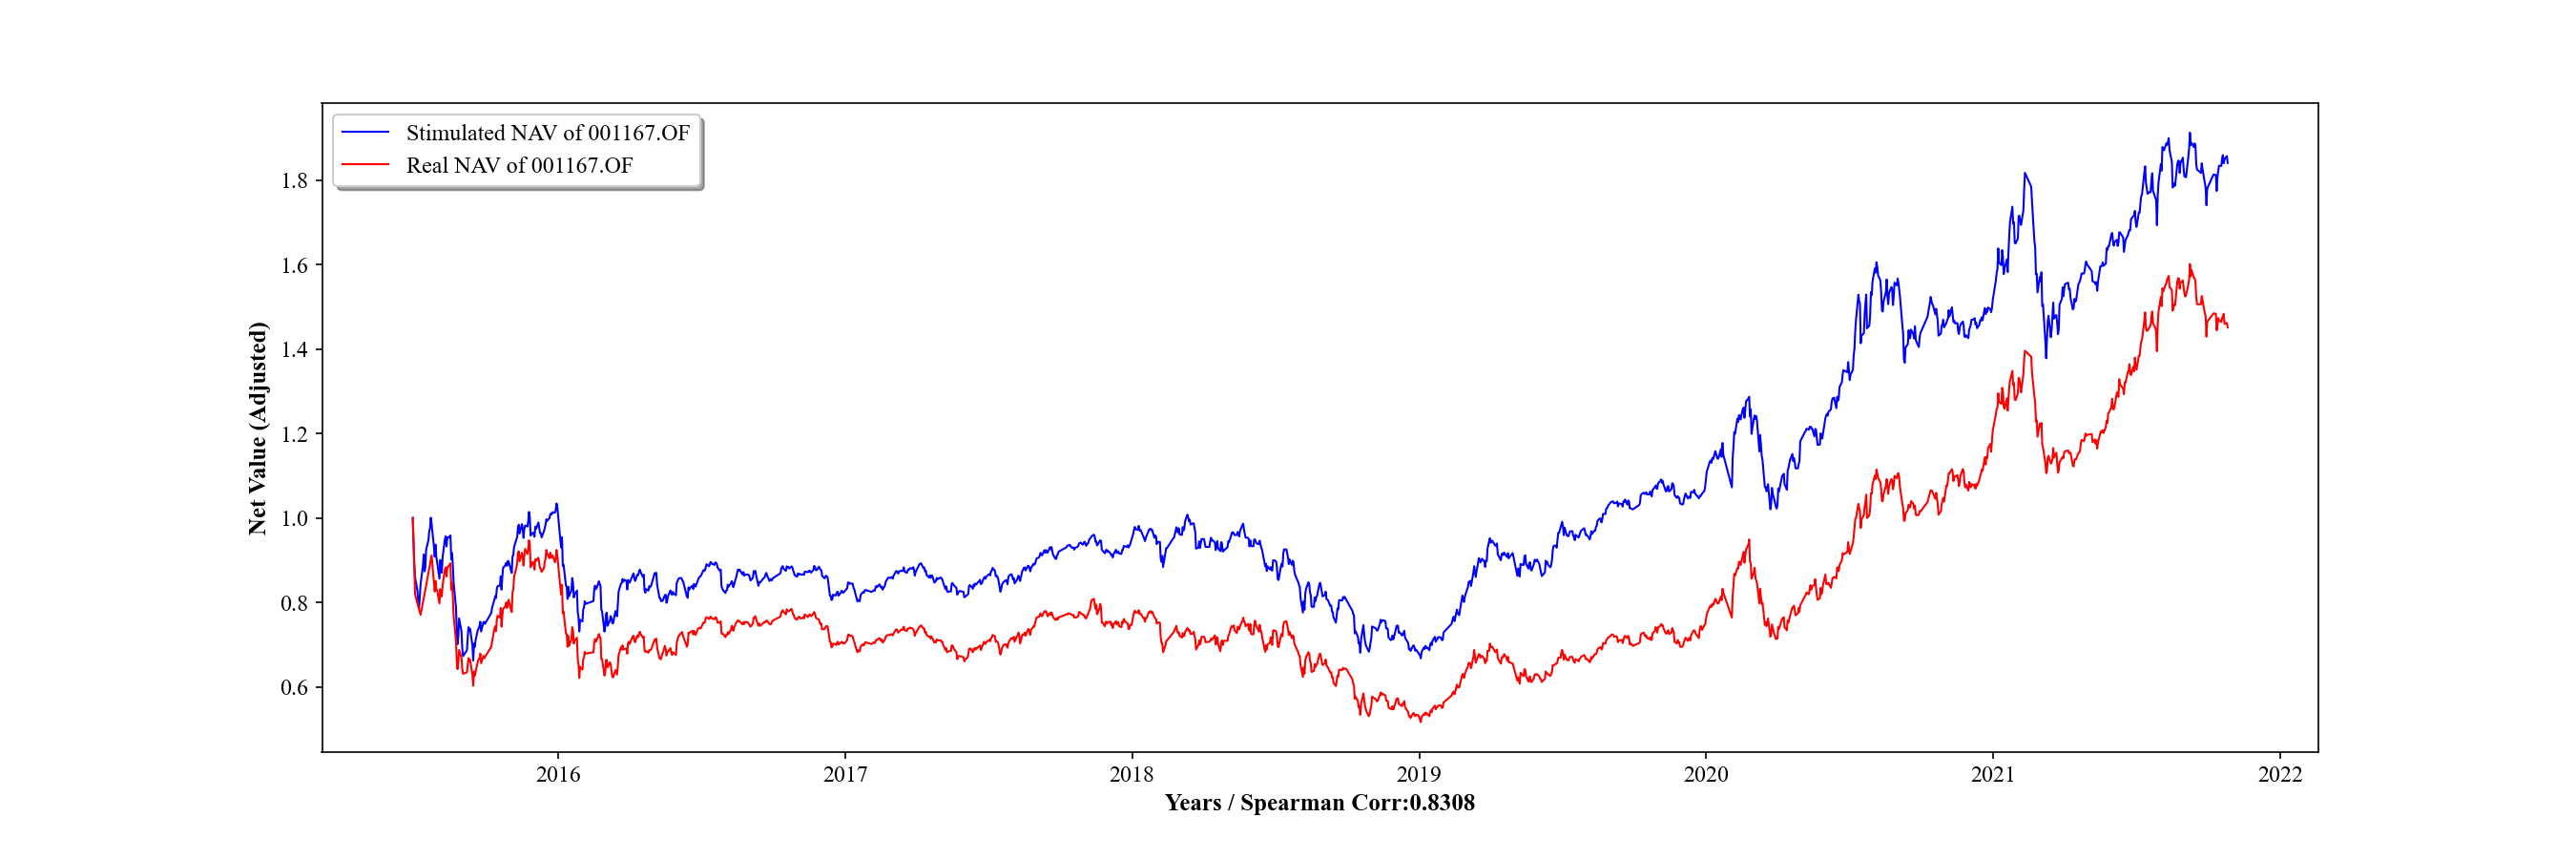 Stimulated NAV of 001167.OF
Real NAV of 001167.OF
1.8
1.6
1.4
1.2
1.0
0.8
0.6
Net Value (Adjusted)
2016 2017 2018 2019 2020 2021 2022
Years / Spearman Corr:0.8308